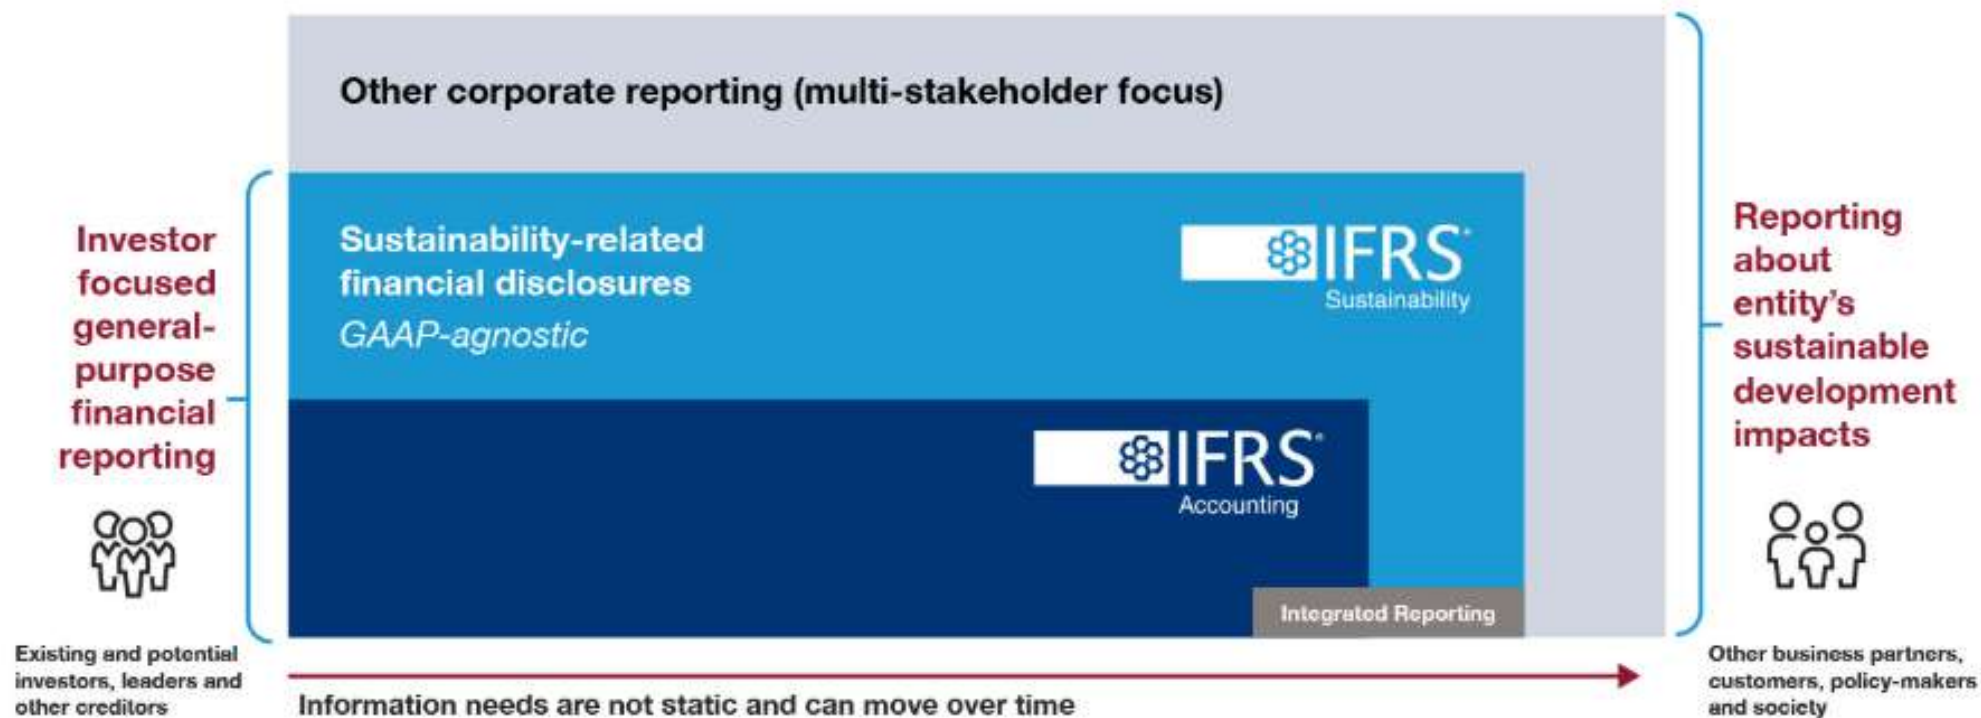 Other corporate reporting (multi-stakeholder focus)
Investor
focused
general-
purpose
financial
reporting
Existing and potential
investors, leaders and
other creditors
Sustainability-related
financial disclosures
GAAP-agnostic
IFRS®
Sustainability
IFRS®
Accounting
Integrated Reporting
Information needs are not static and can move over time
Reporting
about
entity's
sustainable
development
impacts
Other business partners,
customers, policy-makers
and society